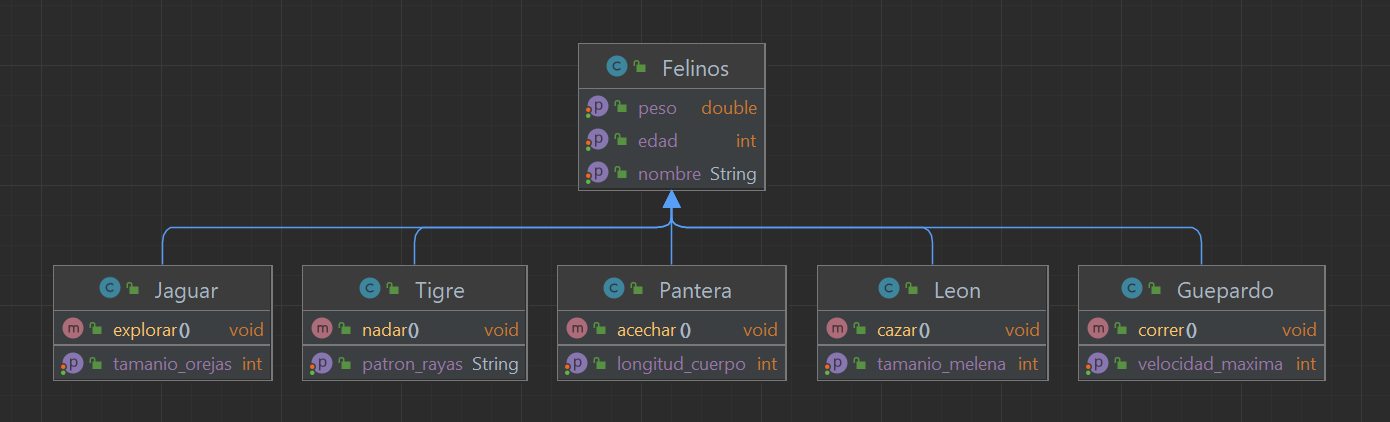 Felinos
peso double
edad int
nombre String
Jaguar
explorar() void
tamanio_orejas int
Tigre
nadar() void
patron_rayas String
Pantera
acechar() void
longitud_cuerpo int
Leon
cazar() void
tamanio_melena int
Guepardo
correr() void
velocidad_maxima int